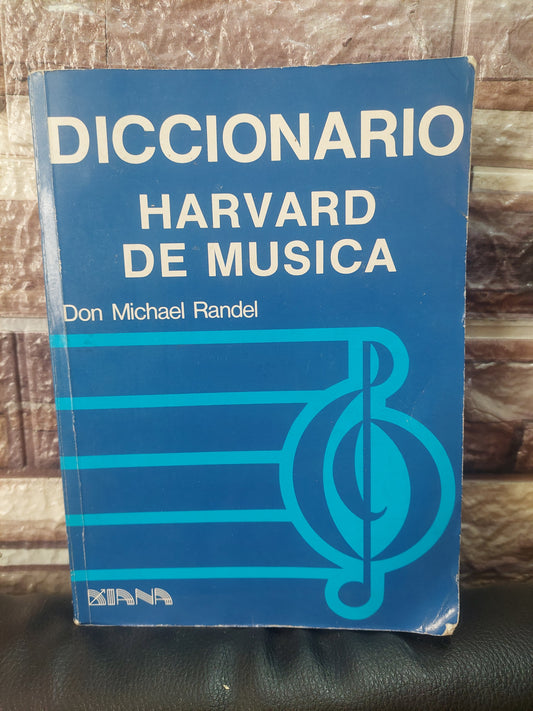 DICCIONARIO
HARVARD
DE MUSICA
Don Michael Randel
DIANA